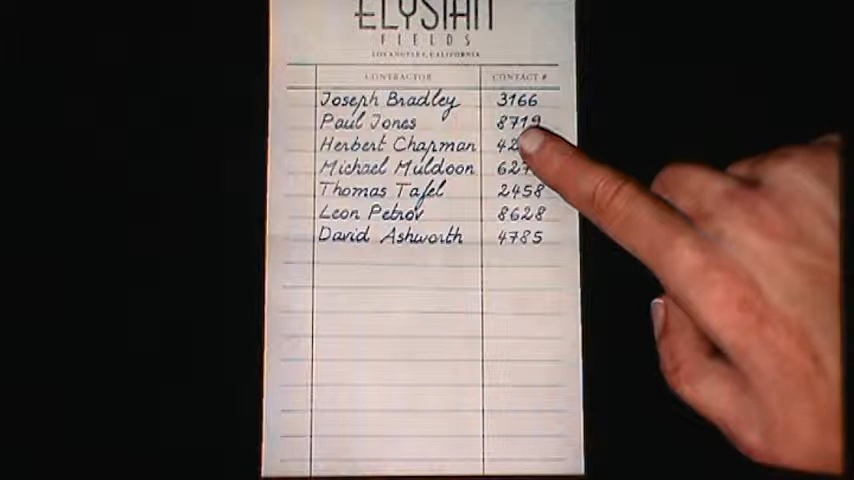 ELYSIAN
FIELDS
LOS ANGELES, CALIFORNIA
CONTRACTOR CONTACT #
Joseph Bradley 3166
Paul Jones 8719
Herbert Chapman
Michael Muldoon
Thomas Tafel 2458
Leon Petrov 8628
David Ashworth 4785